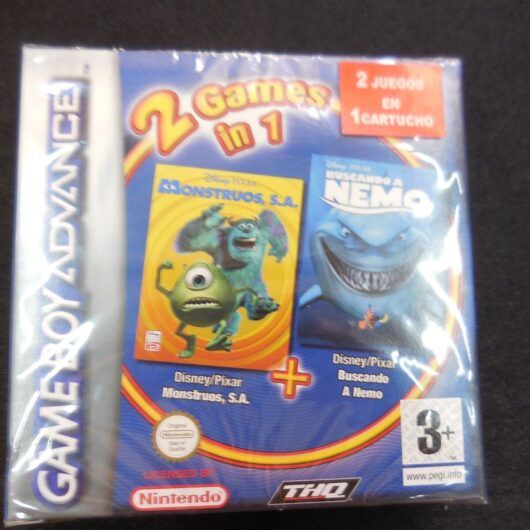 2 Games
in 1
2 JUEGOS
EN
1 CARTUCHO
GAME BOY ADVANCE
TM
Disney · PIXAR
MONSTRUOS, S.A.
Disney · PIXAR
BUSCANDO A
NEMO
Disney/Pixar
Monstruos, S.A.
+
Disney/Pixar
Buscando
A Nemo
Original
Nintendo
Seal of
Quality
LICENSED BY
Nintendo
THQ
3+
www.pegi.info